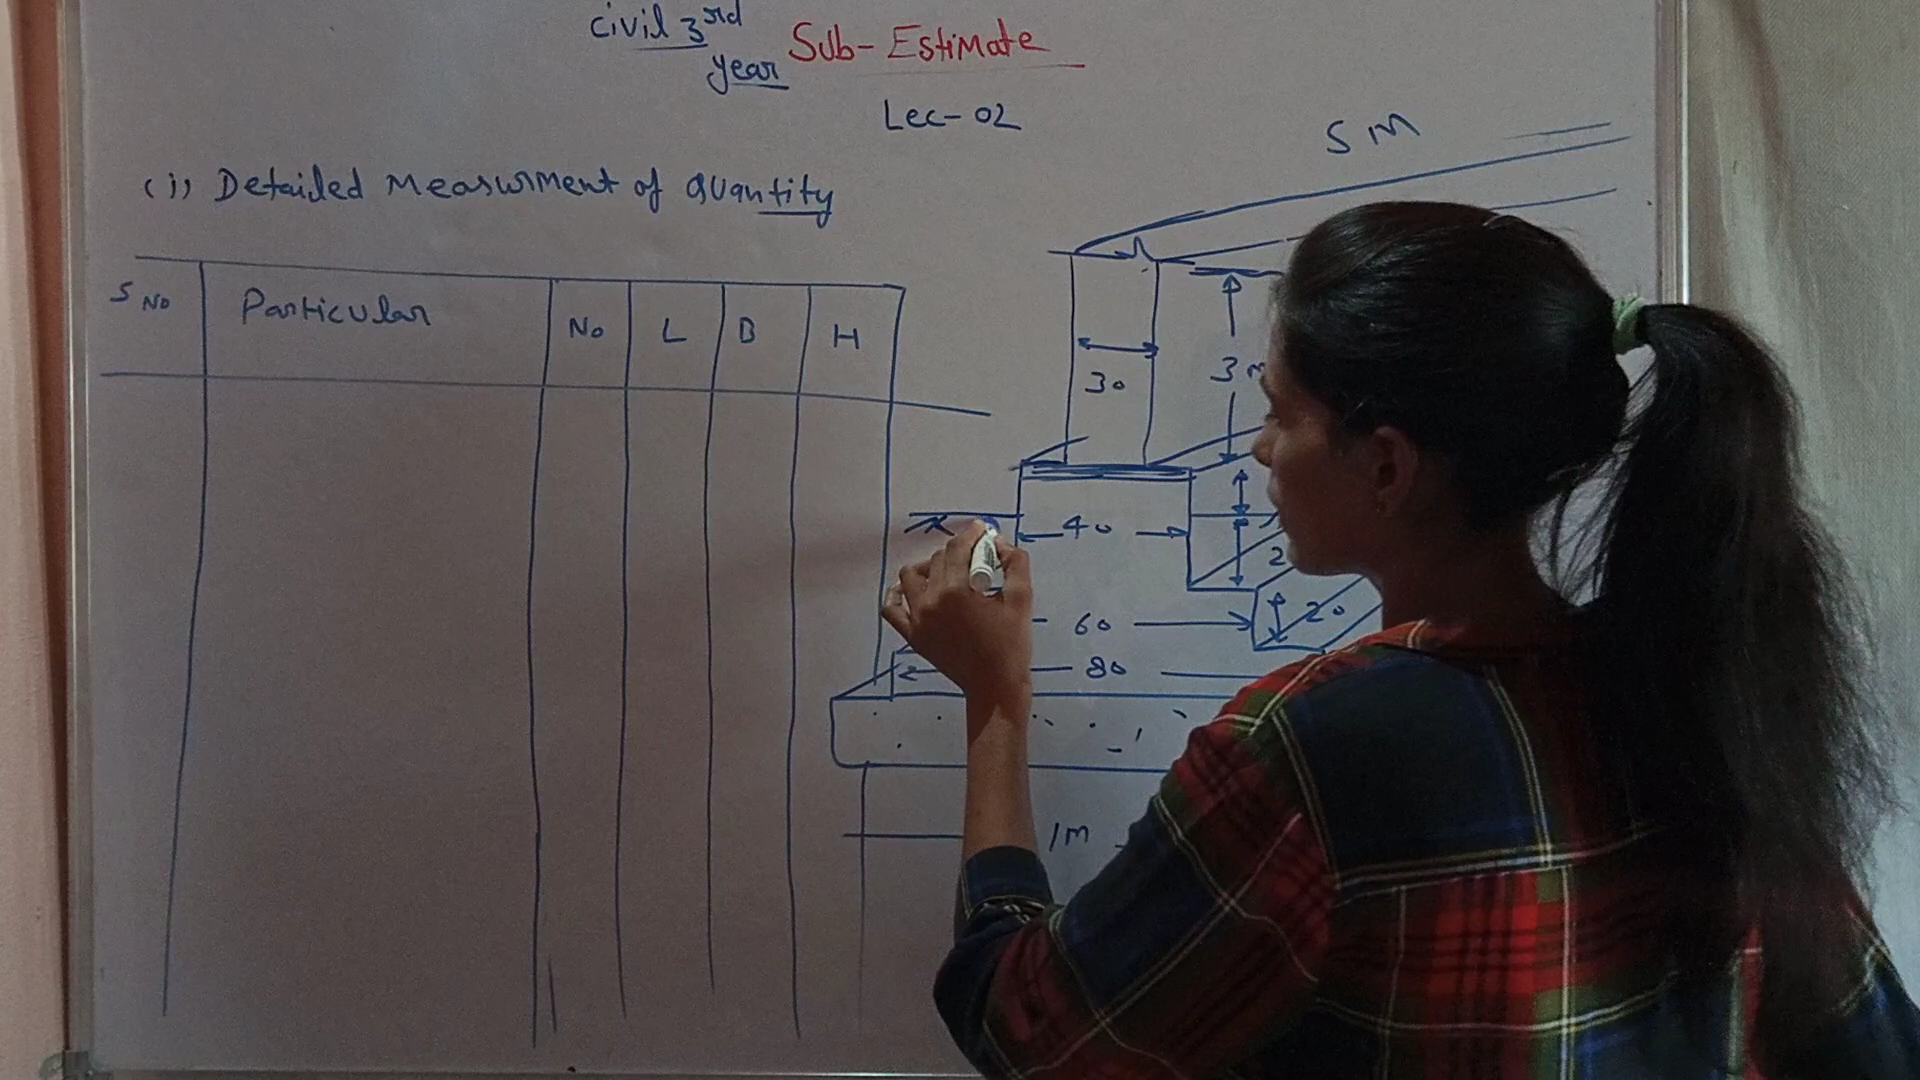 Civil 3rd
year
Sub- Estimate
Lec- 02
(i) Detailed Measurment of quantity
S No Particular No L B H
5 M
30
3 m
40
2
20
60
80
1M